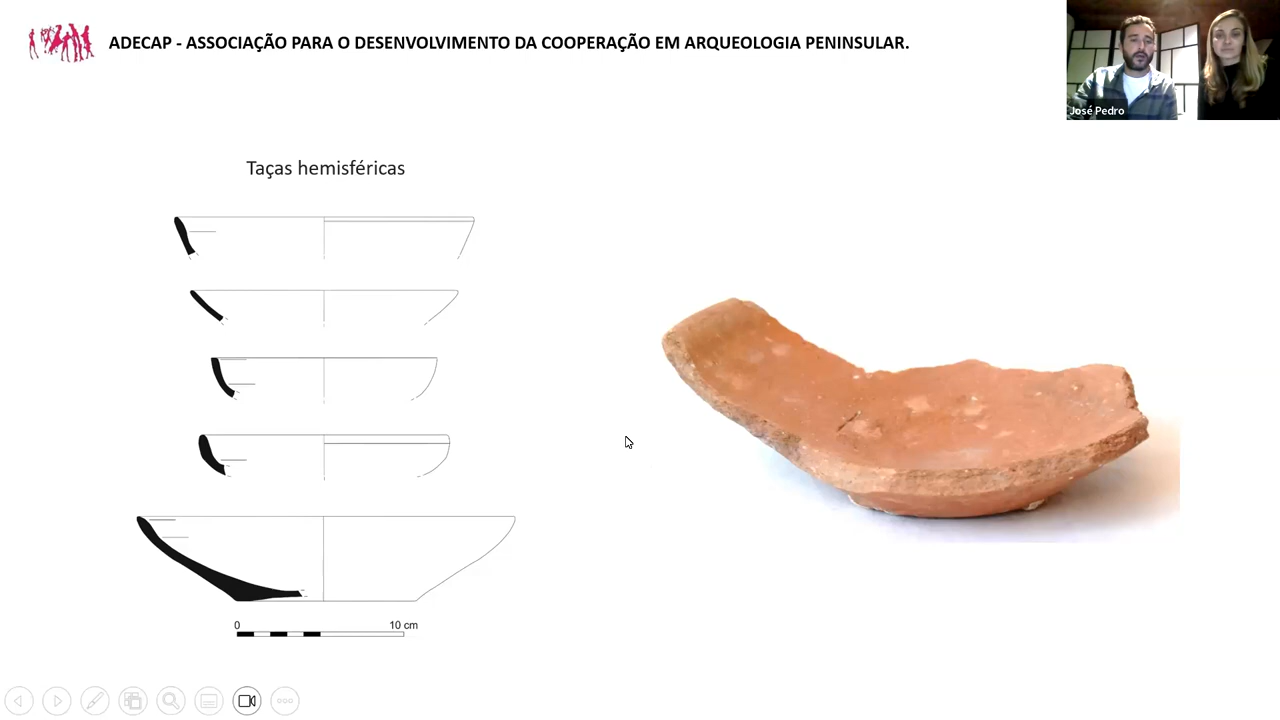 ADECAP - ASSOCIAÇÃO PARA O DESENVOLVIMENTO DA COOPERAÇÃO EM ARQUEOLOGIA PENINSULAR.
José Pedro
Taças hemisféricas
0 10 cm